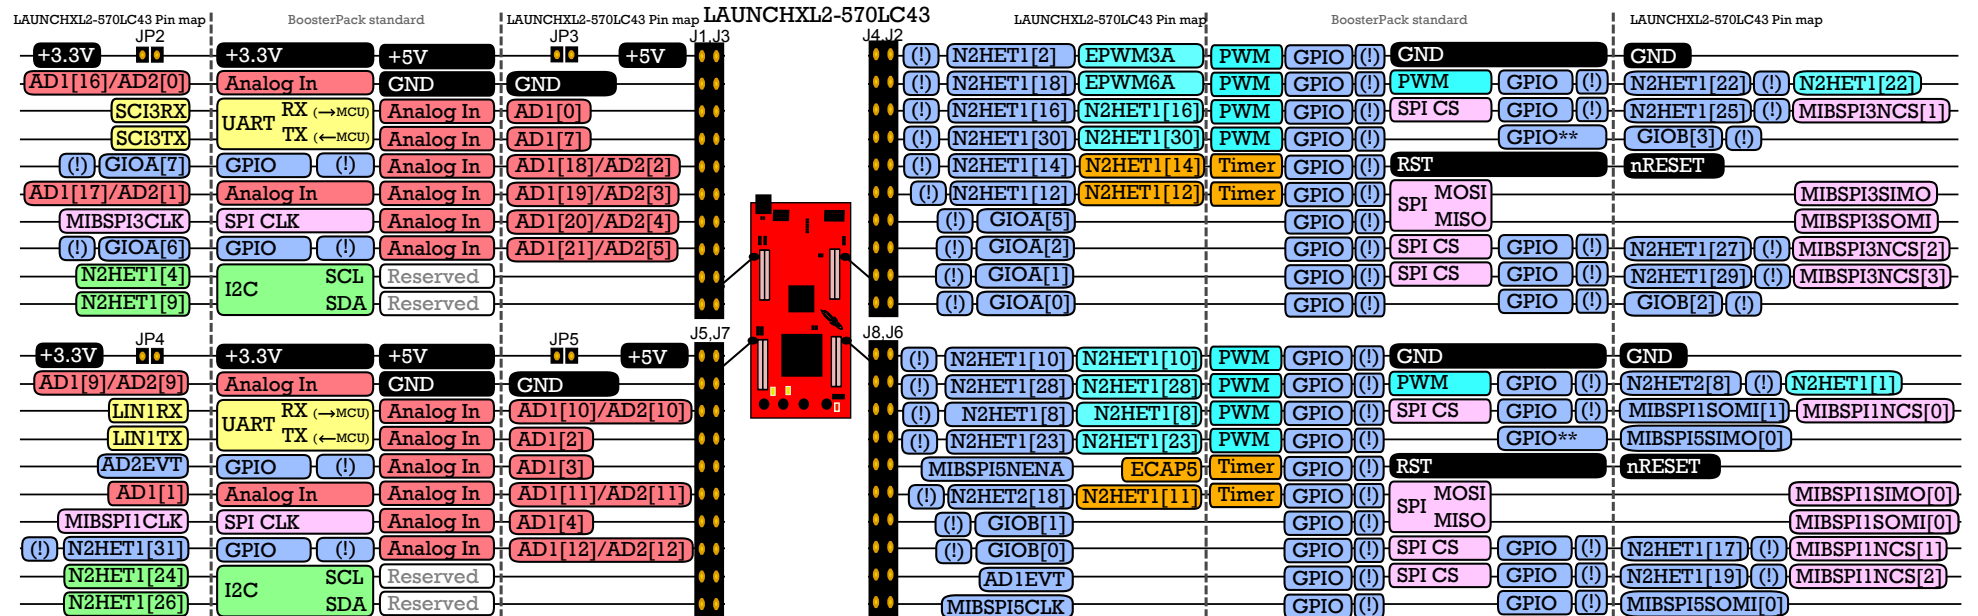 LAUNCHXL2-570LC43 Pin map BoosterPack standard LAUNCHXL2-570LC43 Pin map LAUNCHXL2-570LC43 LAUNCHXL2-570LC43 Pin map BoosterPack standard LAUNCHXL2-570LC43 Pin map
JP2 JP3 J1,J3 J4,J2
+3.3V +3.3V +5V +5V (!) N2HET1[2] EPWM3A PWM GPIO (!) GND GND
AD1[16]/AD2[0] Analog In GND GND (!) N2HET1[18] EPWM6A PWM GPIO (!) PWM GPIO (!) N2HET1[22] (!) N2HET1[22]
SCI3RX UART RX (→MCU) Analog In AD1[0] (!) N2HET1[16] N2HET1[16] PWM GPIO (!) SPI CS GPIO (!) N2HET1[25] (!) MIBSPI3NCS[1]
SCI3TX TX (←MCU) Analog In AD1[7] (!) N2HET1[30] N2HET1[30] PWM GPIO (!) GPIO** GIOB[3] (!)
(!) GIOA[7] GPIO (!) Analog In AD1[18]/AD2[2] (!) N2HET1[14] N2HET1[14] Timer GPIO (!) RST nRESET
AD1[17]/AD2[1] Analog In Analog In AD1[19]/AD2[3] (!) N2HET1[12] N2HET1[12] Timer GPIO (!) SPI MOSI MIBSPI3SIMO
MIBSPI3CLK SPI CLK Analog In AD1[20]/AD2[4] (!) GIOA[5] GPIO (!) MISO MIBSPI3SOMI
(!) GIOA[6] GPIO (!) Analog In AD1[21]/AD2[5] (!) GIOA[2] GPIO (!) SPI CS GPIO (!) N2HET1[27] (!) MIBSPI3NCS[2]
N2HET1[4] I2C SCL Reserved (!) GIOA[1] GPIO (!) SPI CS GPIO (!) N2HET1[29] (!) MIBSPI3NCS[3]
N2HET1[9] SDA Reserved (!) GIOA[0] GPIO (!) GPIO (!) GIOB[2] (!)
JP4 JP5 J5,J7 J8,J6
+3.3V +3.3V +5V +5V (!) N2HET1[10] N2HET1[10] PWM GPIO (!) GND GND
AD1[9]/AD2[9] Analog In GND GND (!) N2HET1[28] N2HET1[28] PWM GPIO (!) PWM GPIO (!) N2HET2[8] (!) N2HET1[1]
LIN1RX UART RX (→MCU) Analog In AD1[10]/AD2[10] (!) N2HET1[8] N2HET1[8] PWM GPIO (!) SPI CS GPIO (!) MIBSPI1SOMI[1] MIBSPI1NCS[0]
LIN1TX TX (←MCU) Analog In AD1[2] (!) N2HET1[23] N2HET1[23] PWM GPIO (!) GPIO** MIBSPI5SIMO[0]
AD2EVT GPIO (!) Analog In AD1[3] MIBSPI5NENA ECAP5 Timer GPIO (!) RST nRESET
AD1[1] Analog In Analog In AD1[11]/AD2[11] (!) N2HET2[18] N2HET1[11] Timer GPIO (!) SPI MOSI MIBSPI1SIMO[0]
MIBSPI1CLK SPI CLK Analog In AD1[4] (!) GIOB[1] GPIO (!) MISO MIBSPI1SOMI[0]
(!) N2HET1[31] GPIO (!) Analog In AD1[12]/AD2[12] (!) GIOB[0] GPIO (!) SPI CS GPIO (!) N2HET1[17] (!) MIBSPI1NCS[1]
N2HET1[24] I2C SCL Reserved AD1EVT GPIO (!) SPI CS GPIO (!) N2HET1[19] (!) MIBSPI1NCS[2]
N2HET1[26] SDA Reserved MIBSPI5CLK GPIO (!) GPIO (!) MIBSPI5SOMI[0]